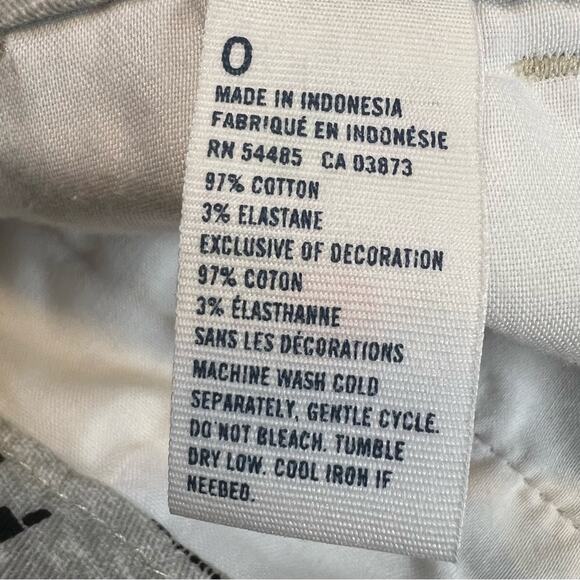 0
MADE IN INDONESIA
FABRIQUÉ EN INDONÉSIE
RN 54485 CA 03873
97% COTTON
3% ELASTANE
EXCLUSIVE OF DECORATION
97% COTON
3% ÉLASTHANNE
SANS LES DÉCORATIONS
MACHINE WASH COLD
SEPARATELY, GENTLE CYCLE.
DO NOT BLEACH. TUMBLE
DRY LOW. COOL IRON IF
NEEDED.